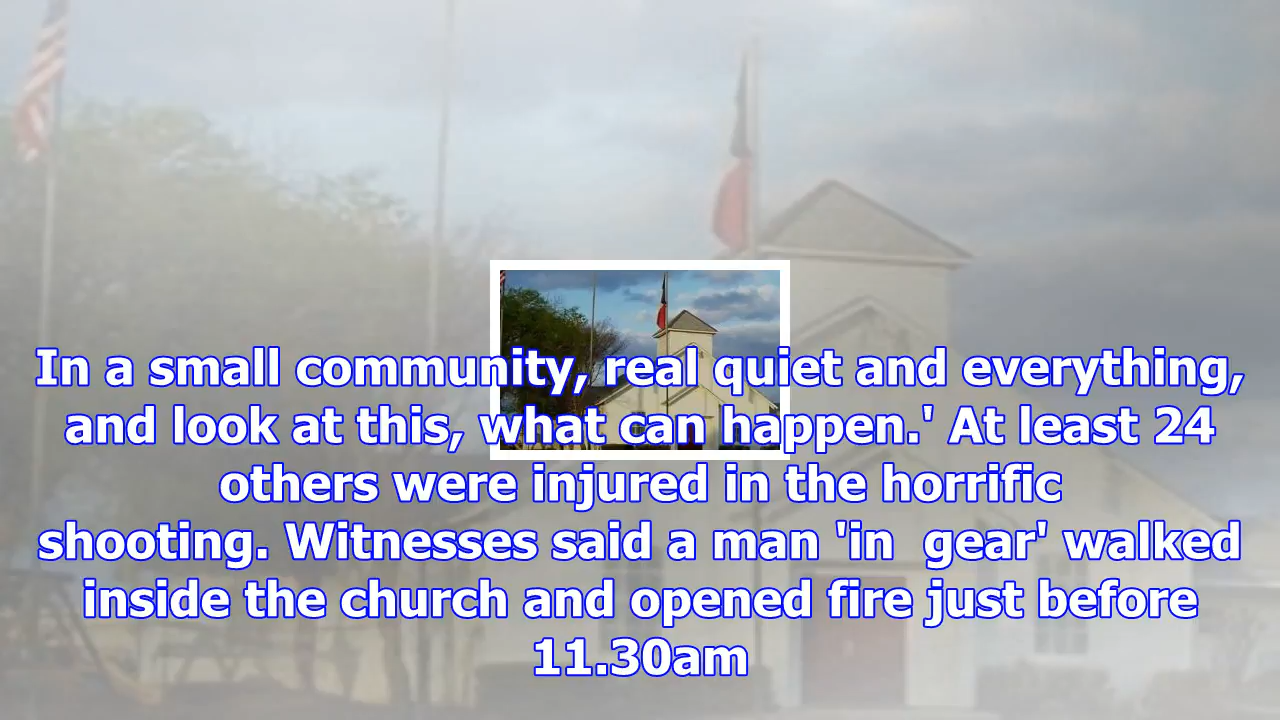 In a small community, real quiet and everything,
and look at this, what can happen.' At least 24
others were injured in the horrific
shooting. Witnesses said a man 'in  gear' walked
inside the church and opened fire just before
11.30am